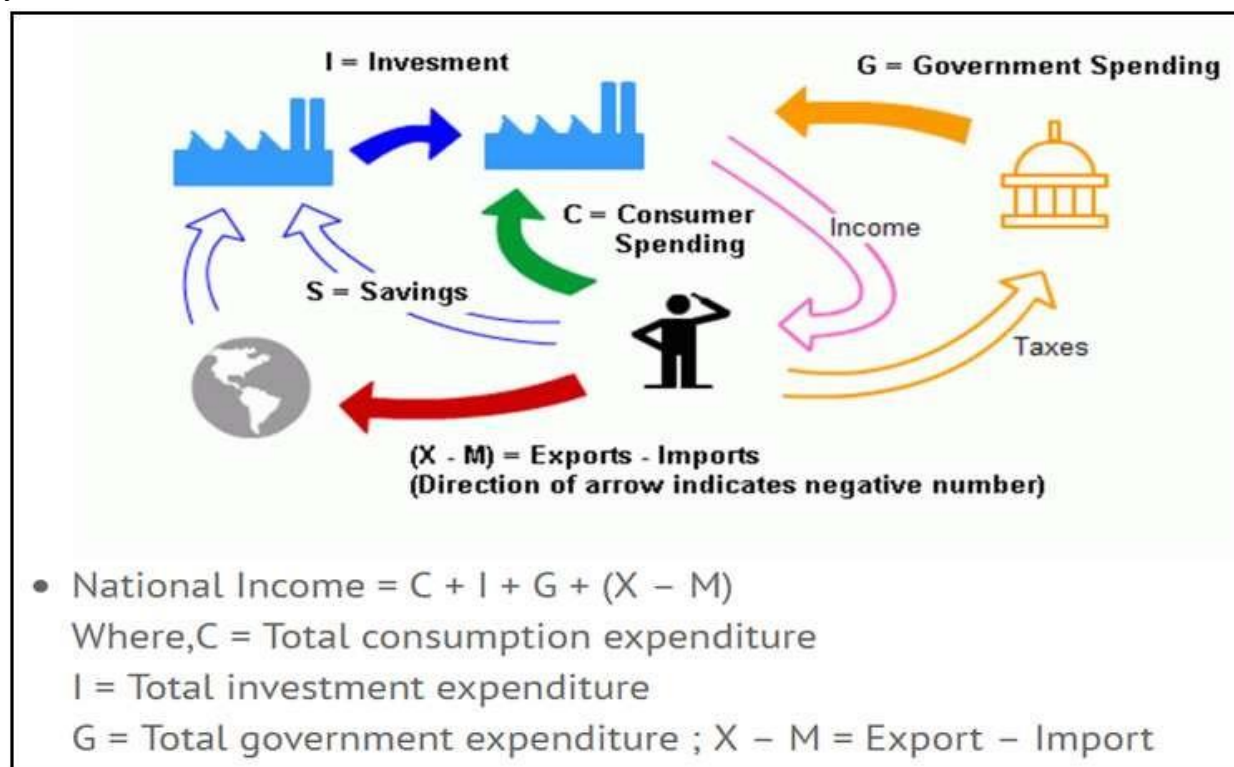 I = Invesment
G = Government Spending
C = Consumer
Spending
Income
S = Savings
Taxes
(X - M) = Exports - Imports
(Direction of arrow indicates negative number)
• National Income = C + I + G + (X – M)
Where,C = Total consumption expenditure
I = Total investment expenditure
G = Total government expenditure ; X – M = Export – Import